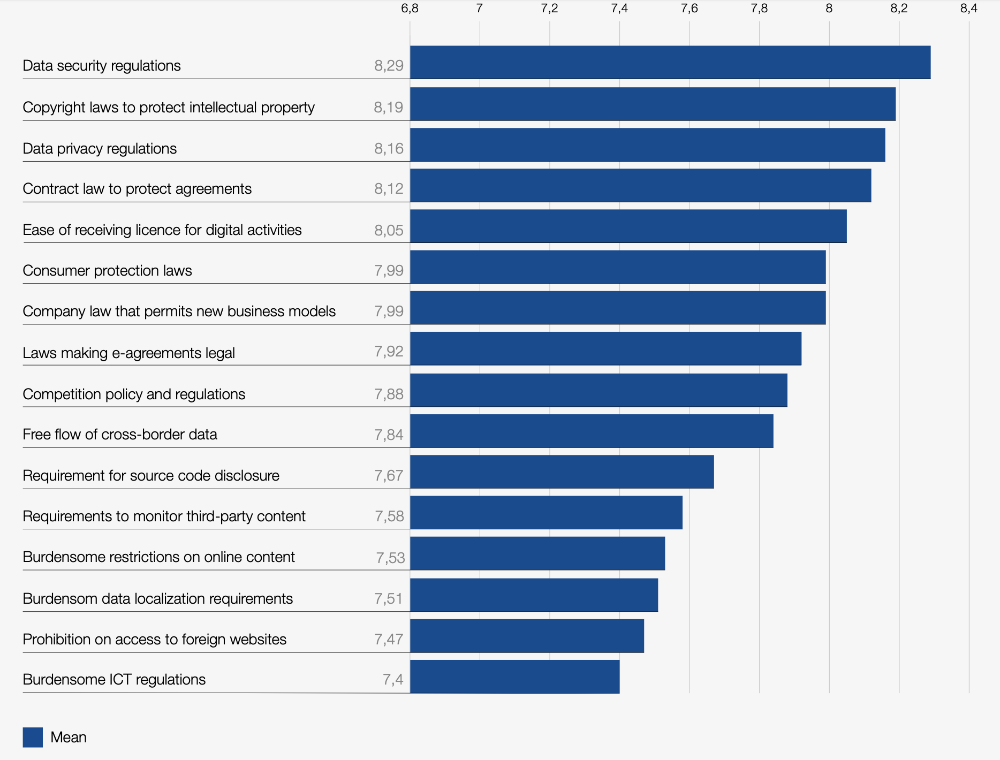 6,8 7 7,2 7,4 7,6 7,8 8 8,2 8,4
Data security regulations 8,29
Copyright laws to protect intellectual property 8,19
Data privacy regulations 8,16
Contract law to protect agreements 8,12
Ease of receiving licence for digital activities 8,05
Consumer protection laws 7,99
Company law that permits new business models 7,99
Laws making e-agreements legal 7,92
Competition policy and regulations 7,88
Free flow of cross-border data 7,84
Requirement for source code disclosure 7,67
Requirements to monitor third-party content 7,58
Burdensome restrictions on online content 7,53
Burdensom data localization requirements 7,51
Prohibition on access to foreign websites 7,47
Burdensome ICT regulations 7,4
Mean